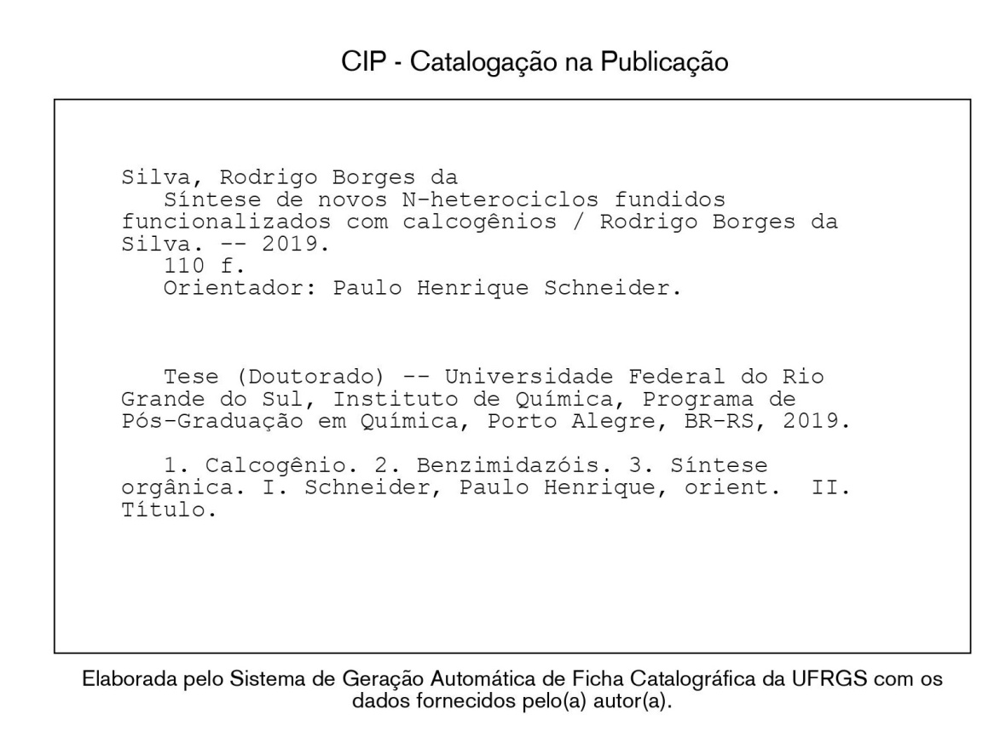 CIP - Catalogação na Publicação
Silva, Rodrigo Borges da
Síntese de novos N-heterociclos fundidos
funcionalizados com calcogênios / Rodrigo Borges da
Silva. -- 2019.
110 f.
Orientador: Paulo Henrique Schneider.
Tese (Doutorado) -- Universidade Federal do Rio
Grande do Sul, Instituto de Química, Programa de
Pós-Graduação em Química, Porto Alegre, BR-RS, 2019.
1. Calcogênio. 2. Benzimidazóis. 3. Síntese
orgânica. I. Schneider, Paulo Henrique, orient.  II.
Título.
Elaborada pelo Sistema de Geração Automática de Ficha Catalográfica da UFRGS com os
dados fornecidos pelo(a) autor(a).